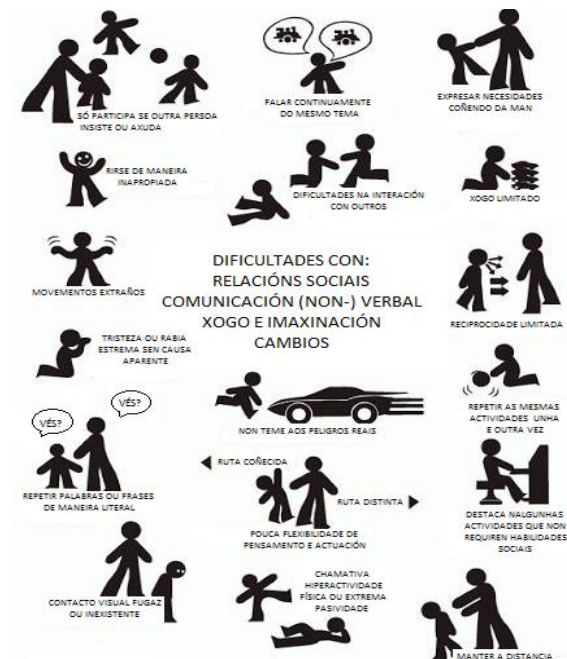 SÓ PARTICIPA SE OUTRA PERSOA
INSISTE OU AXUDA
FALAR CONTINUAMENTE
DO MESMO TEMA
EXPRESAR NECESIDADES
COÑENDO DA MAN
RIRSE DE MANEIRA
INAPROPIADA
DIFICULTADES NA INTERACIÓN
CON OUTROS
XOGO LIMITADO
MOVEMENTOS EXTRAÑOS
DIFICULTADES CON:
RELACIÓNS SOCIAIS
COMUNICACIÓN (NON-) VERBAL
XOGO E IMAXINACIÓN
CAMBIOS
RECIPROCIDADE LIMITADA
TRISTEZA OU RABIA
ESTREMA SEN CAUSA
APARENTE
NON TEME AOS PELIGROS REAIS
REPETIR AS MESMAS
ACTIVIDADES UNHA
E OUTRA VEZ
VÉS?
VÉS?
REPETIR PALABRAS OU FRASES
DE MANEIRA LITERAL
RUTA COÑECIDA
RUTA DISTINTA
POUCA FLEXIBILIDADE DE
PENSAMENTO E ACTUACIÓN
DESTACA NALGUNHAS
ACTIVIDADES QUE NON
REQUIREN HABILIDADES
SOCIAIS
CONTACTO VISUAL FUGAZ
OU INEXISTENTE
CHAMATIVA
HIPERACTIVIDADE
FÍSICA OU EXTREMA
PASIVIDADE
MANTER A DISTANCIA